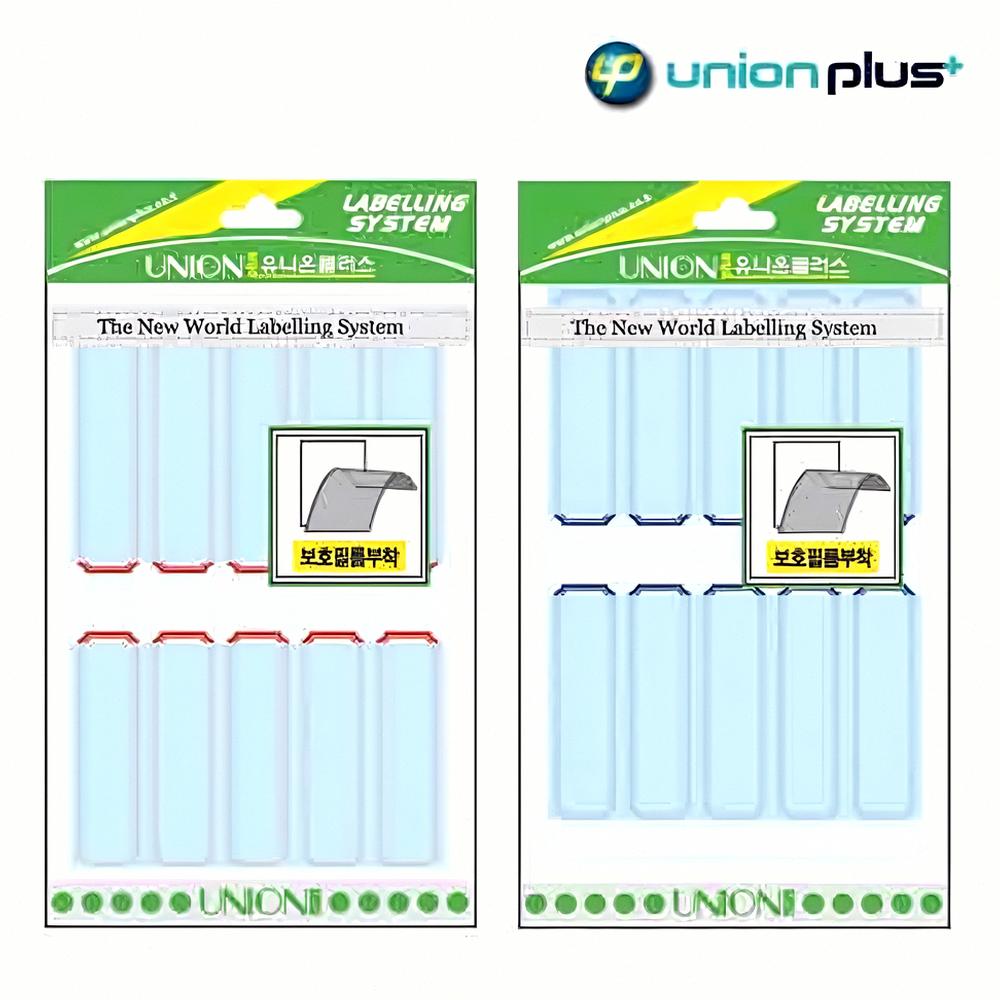 union plus+
LABELLING
SYSTEM
UNION 유니온플러스
The New World Labelling System
보호필름부착
UNION
LABELLING
SYSTEM
UNION plus 유니온플러스
The New World Labelling System
보호필름부착
UNION